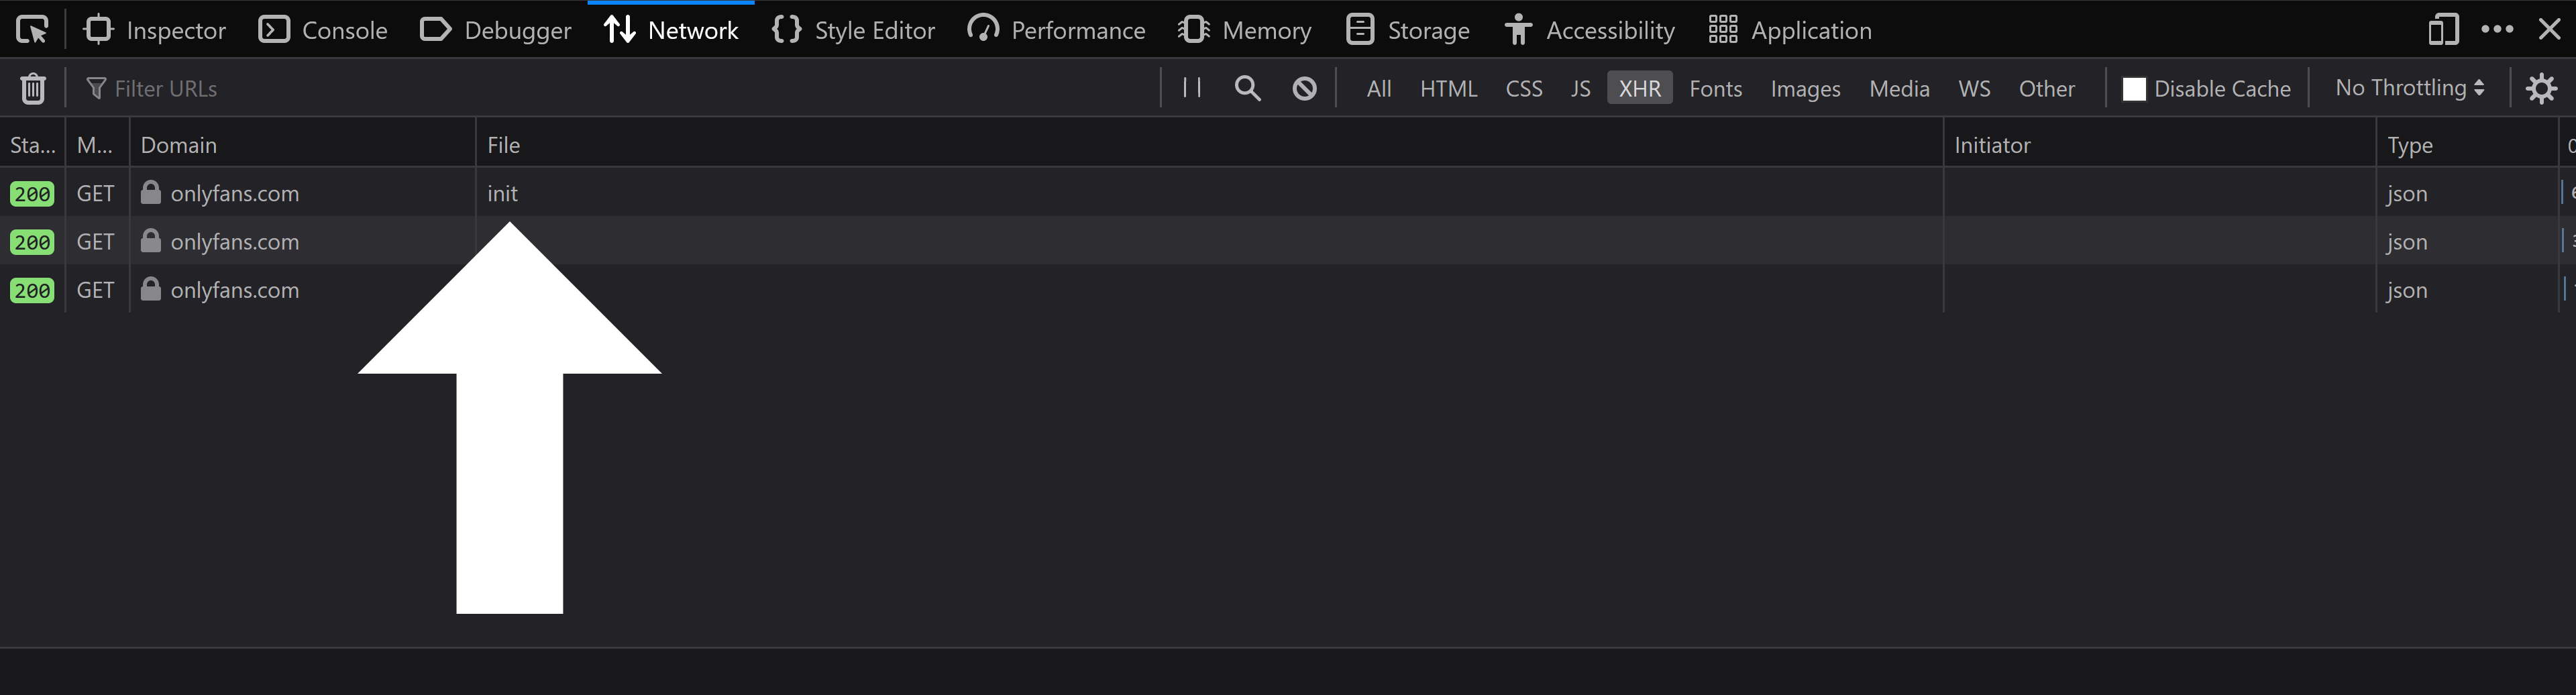 Inspector Console Debugger Network Style Editor Performance Memory Storage Accessibility Application
Filter URLs All HTML CSS JS XHR Fonts Images Media WS Other Disable Cache No Throttling
Sta... M... Domain File Initiator Type
200 GET onlyfans.com init json
200 GET onlyfans.com json
200 GET onlyfans.com json